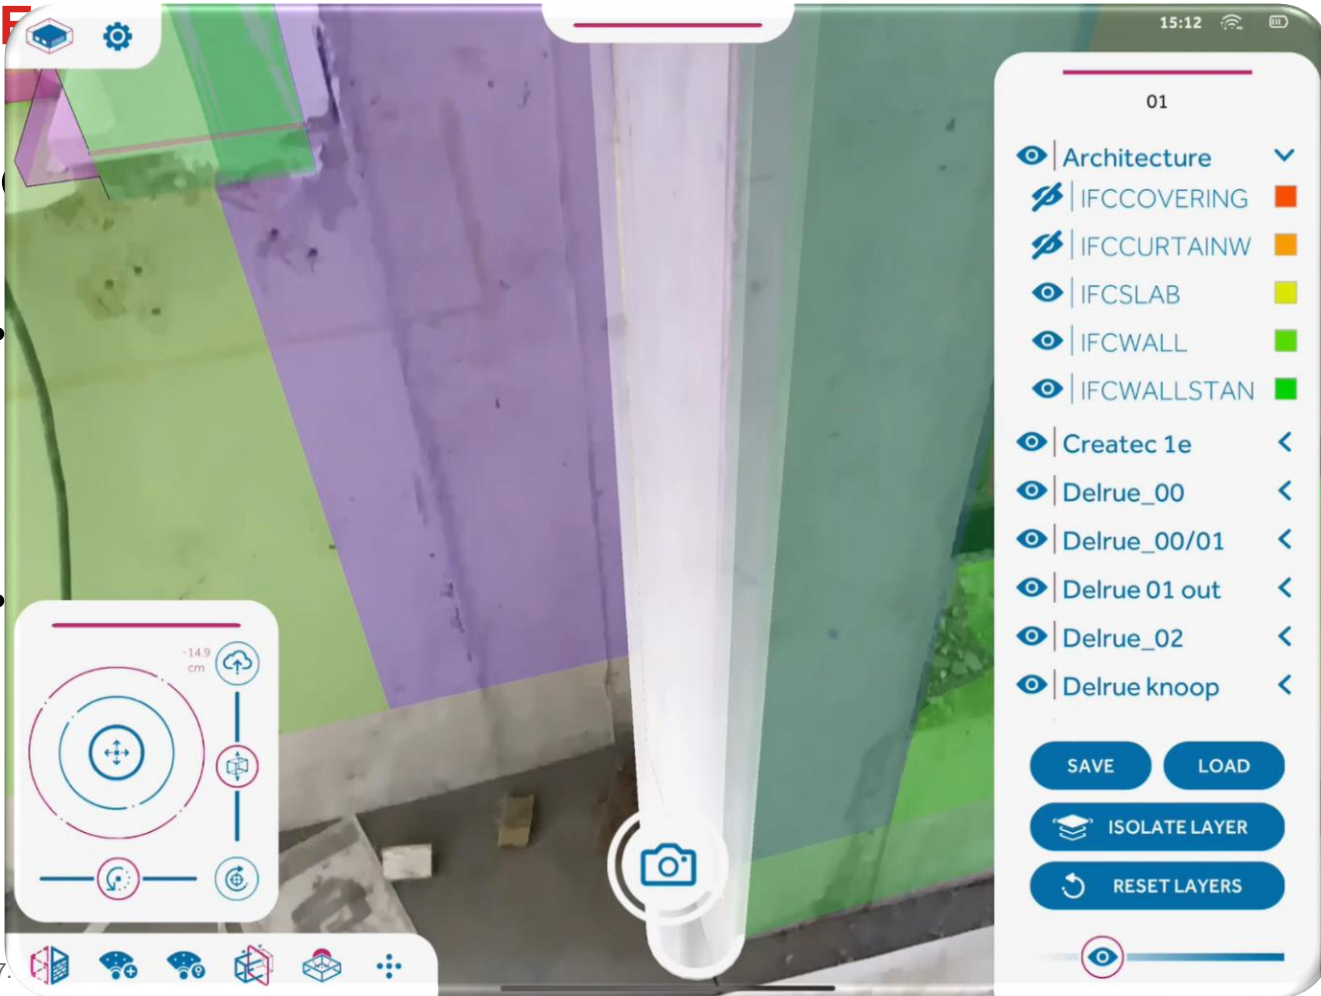 E
15:12
01
Architecture
IFCCOVERING
IFCCURTAINW
IFCSLAB
IFCWALL
IFCWALLSTAN
Createc 1e
Delrue_00
Delrue_00/01
Delrue 01 out
Delrue_02
Delrue knoop
SAVE
LOAD
ISOLATE LAYER
RESET LAYERS
-14.9
cm
7.